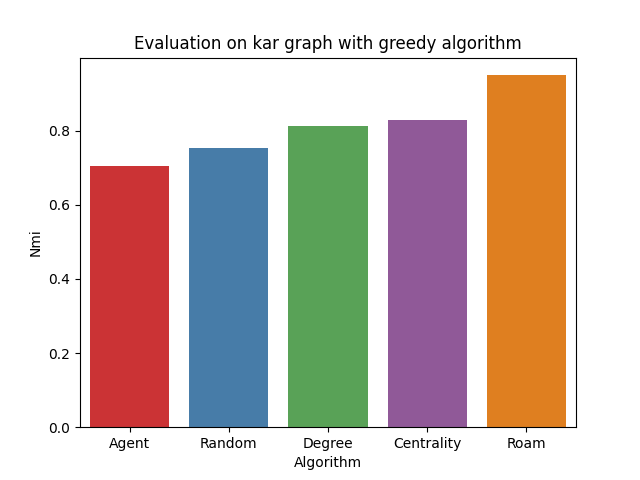 Evaluation on kar graph with greedy algorithm
Nmi
0.8
0.6
0.4
0.2
0.0
Agent Random Degree Centrality Roam
Algorithm